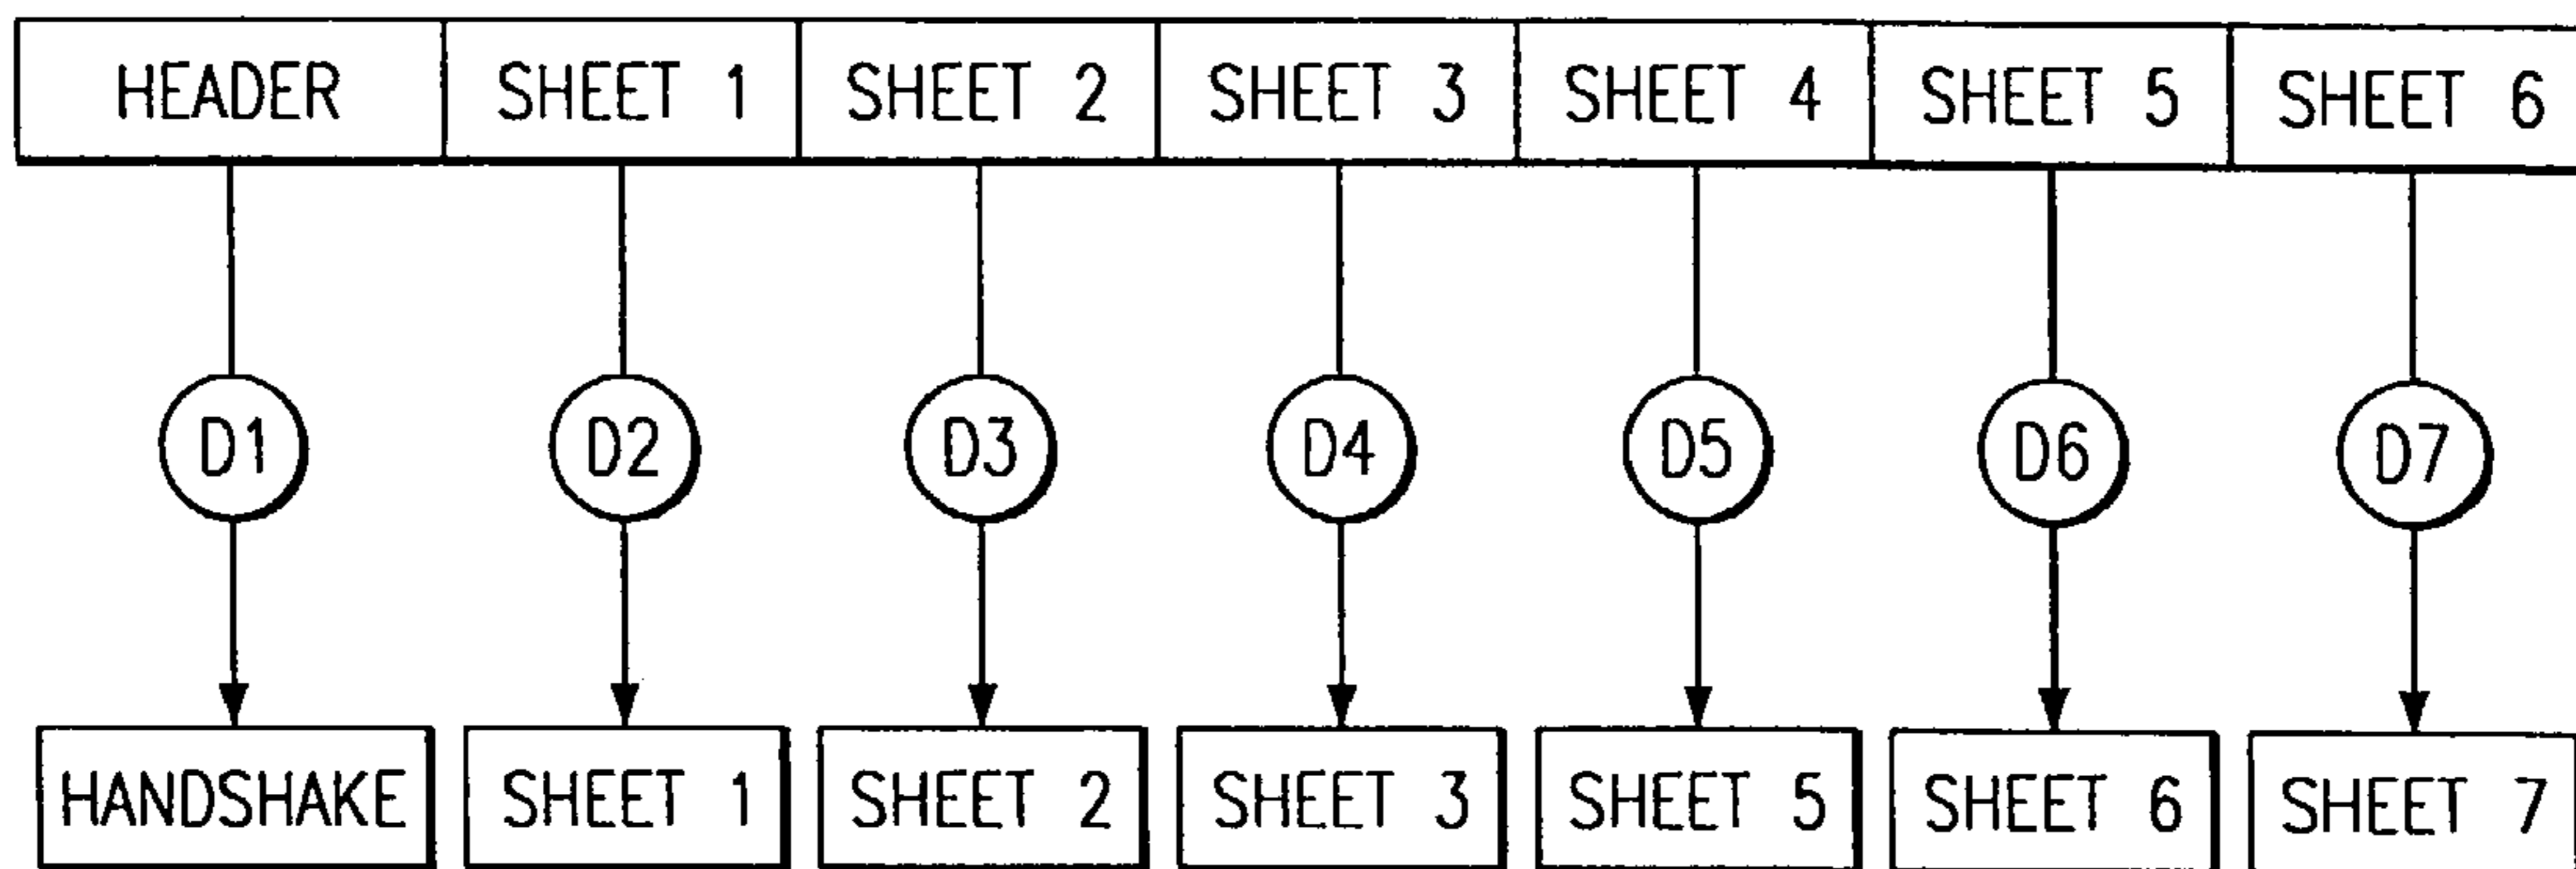 HEADER SHEET 1 SHEET 2 SHEET 3 SHEET 4 SHEET 5 SHEET 6
D1 D2 D3 D4 D5 D6 D7
HANDSHAKE SHEET 1 SHEET 2 SHEET 3 SHEET 5 SHEET 6 SHEET 7